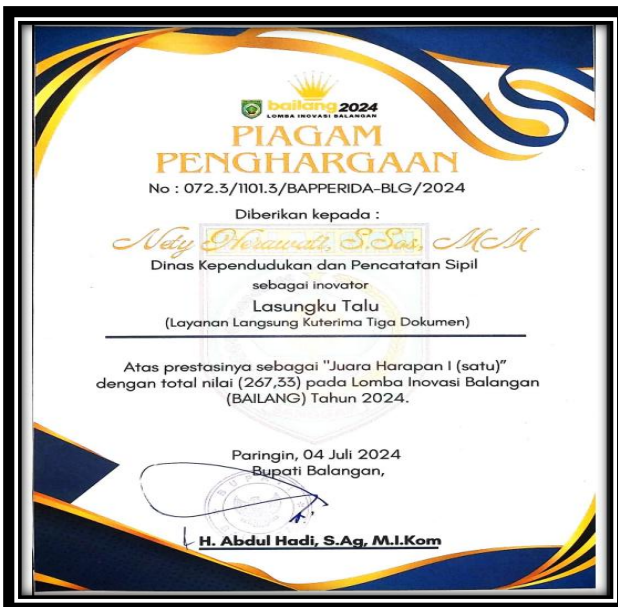 bailang 2024
LOMBA INOVASI BALANGAN
PIAGAM
PENGHARGAAN
No : 072.3/1101.3/BAPPERIDA-BLG/2024
Diberikan kepada :
Nety Herawati, S.Sos, MM
Dinas Kependudukan dan Pencatatan Sipil
sebagai inovator
Lasungku Talu
(Layanan Langsung Kuterima Tiga Dokumen)
Atas prestasinya sebagai "Juara Harapan I (satu)"
dengan total nilai (267,33) pada Lomba Inovasi Balangan
(BAILANG) Tahun 2024.
Paringin, 04 Juli 2024
Bupati Balangan,
BUPATI
H. Abdul Hadi, S.Ag, M.I.Kom